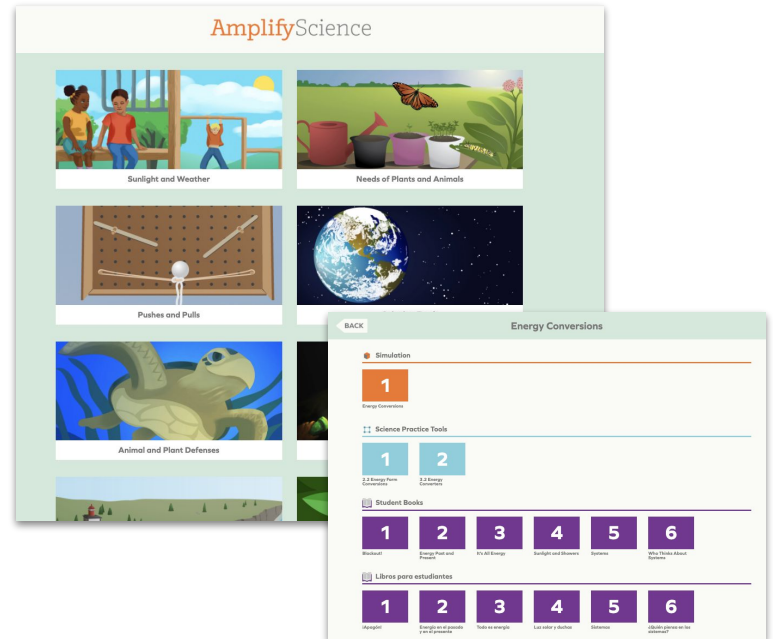 AmplifyScience
Sunlight and Weather
Needs of Plants and Animals
Pushes and Pulls
Animal and Plant Defenses
BACK
Energy Conversions
Simulation
1
Energy Conversions
Science Practice Tools
1 2
2.2 Energy Form
Conversions
3.3 Energy
Converters
Student Books
1 2 3 4 5 6
Blackout!
Energy Past and
Present
It's All Energy
Sunlight and Showers
Systems
Who Thinks About
Systems
Libros para estudiantes
1 2 3 4 5 6
¡Apagón!
Energía en el pasado
y en el presente
Todo es energía
Luz solar y duchas
Sistemas
¿Quién piensa en los
sistemas?